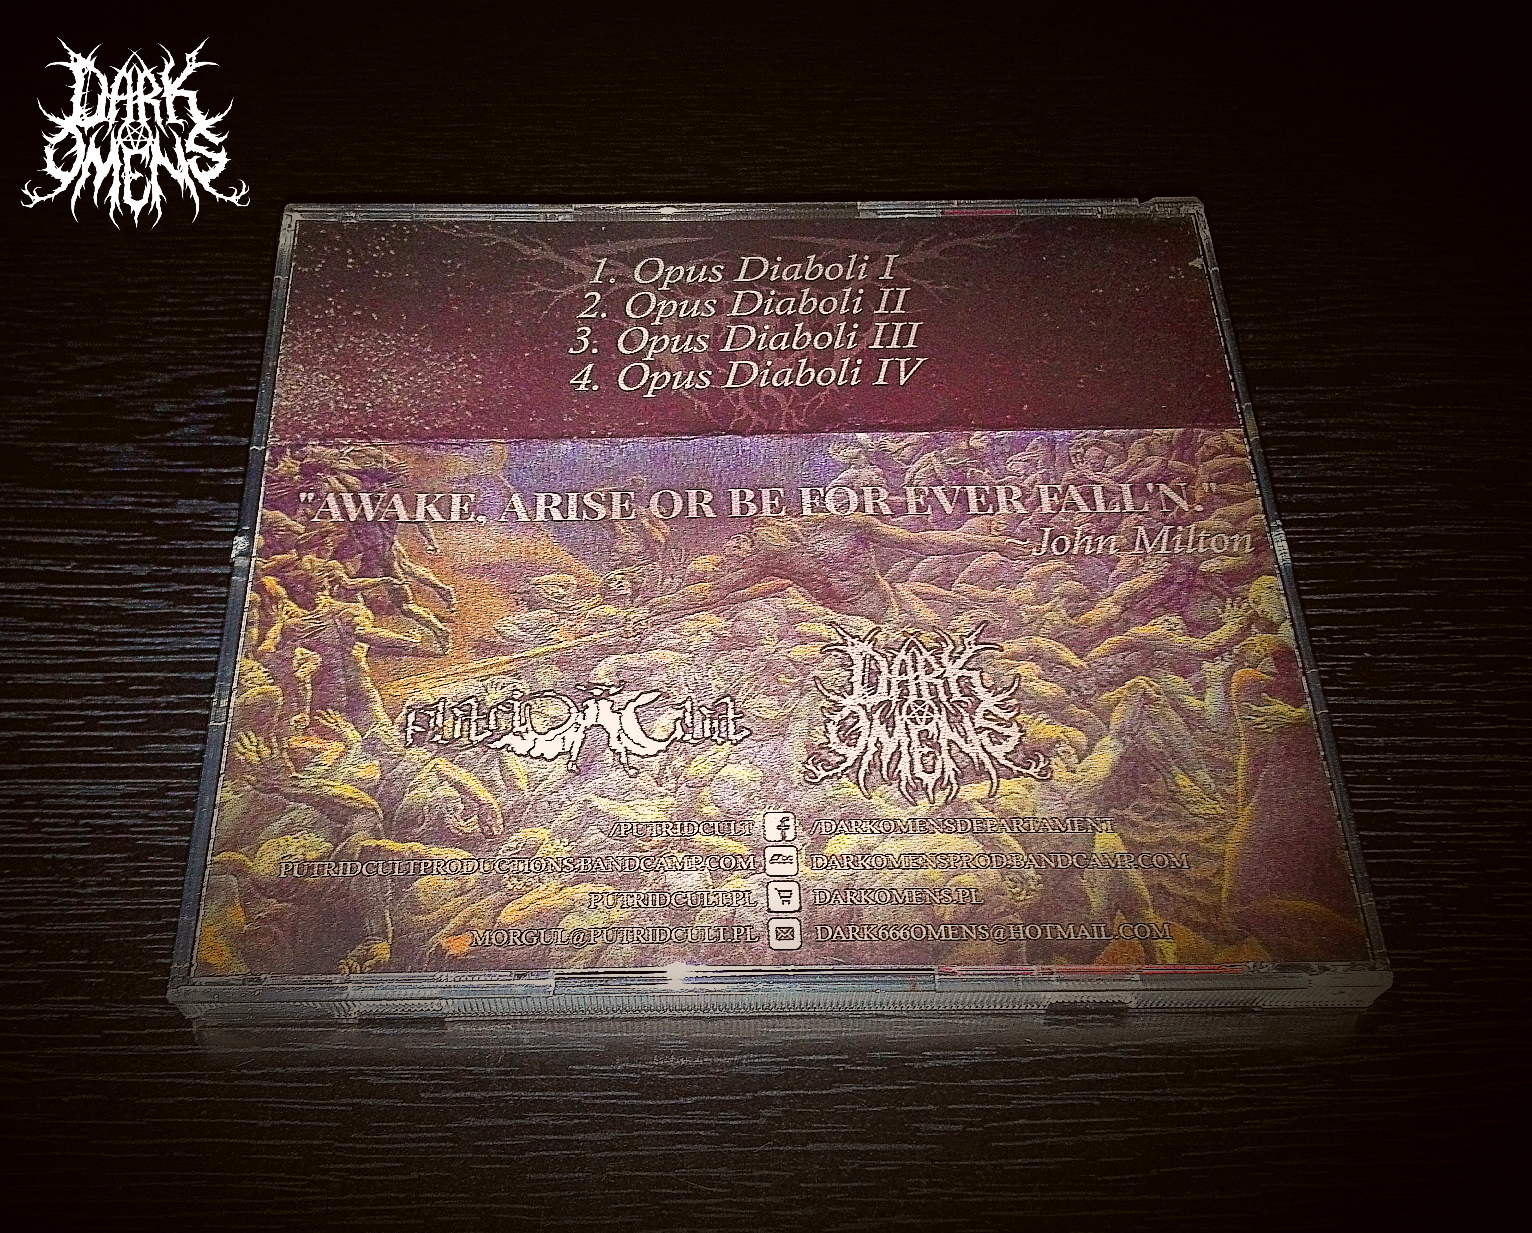 DARK
OMENS
1. Opus Diaboli I
2. Opus Diaboli II
3. Opus Diaboli III
4. Opus Diaboli IV
"AWAKE, ARISE OR BE FOR EVER FALL'N."
~John Milton
PUTRID CULT
DARK
OMENS
/PUTRIDCULT f /DARKOMENSDEPARTAMENT
PUTRIDCULTPRODUCTIONS.BANDCAMP.COM DARKOMENSPROD.BANDCAMP.COM
PUTRIDCULT.PL DARKOMENS.PL
MORGUL@PUTRIDCULT.PL DARK666OMENS@HOTMAIL.COM